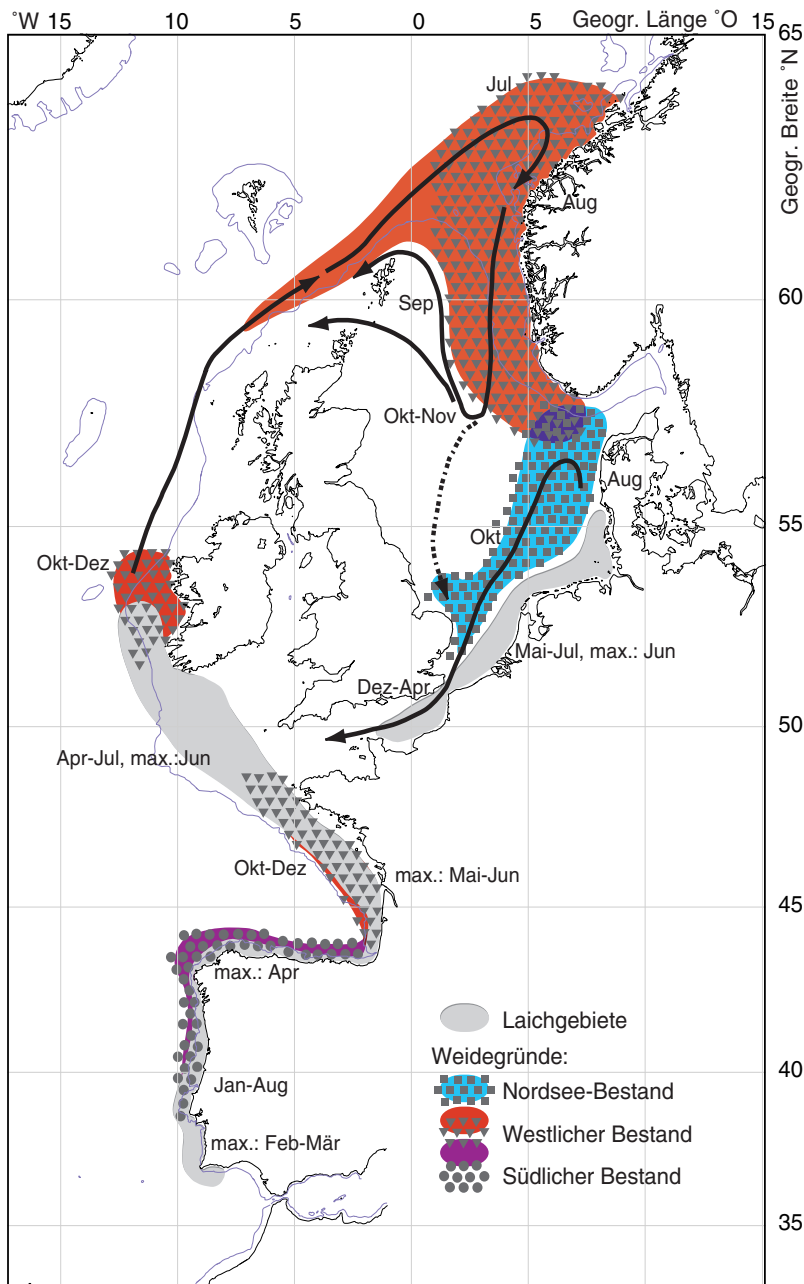 °W 15 10 5 0 5 Geogr. Länge °O 15
65
Geogr. Breite °N
Jul
Aug
Sep
60
Okt-Nov
Aug
Okt
55
Okt-Dez
Mai-Jul, max.: Jun
Dez-Apr
50
Apr-Jul, max.:Jun
Okt-Dez
max.: Mai-Jun
45
max.: Apr
Laichgebiete
Weidegründe:
40
Jan-Aug
Nordsee-Bestand
Westlicher Bestand
max.: Feb-Mär
Südlicher Bestand
35